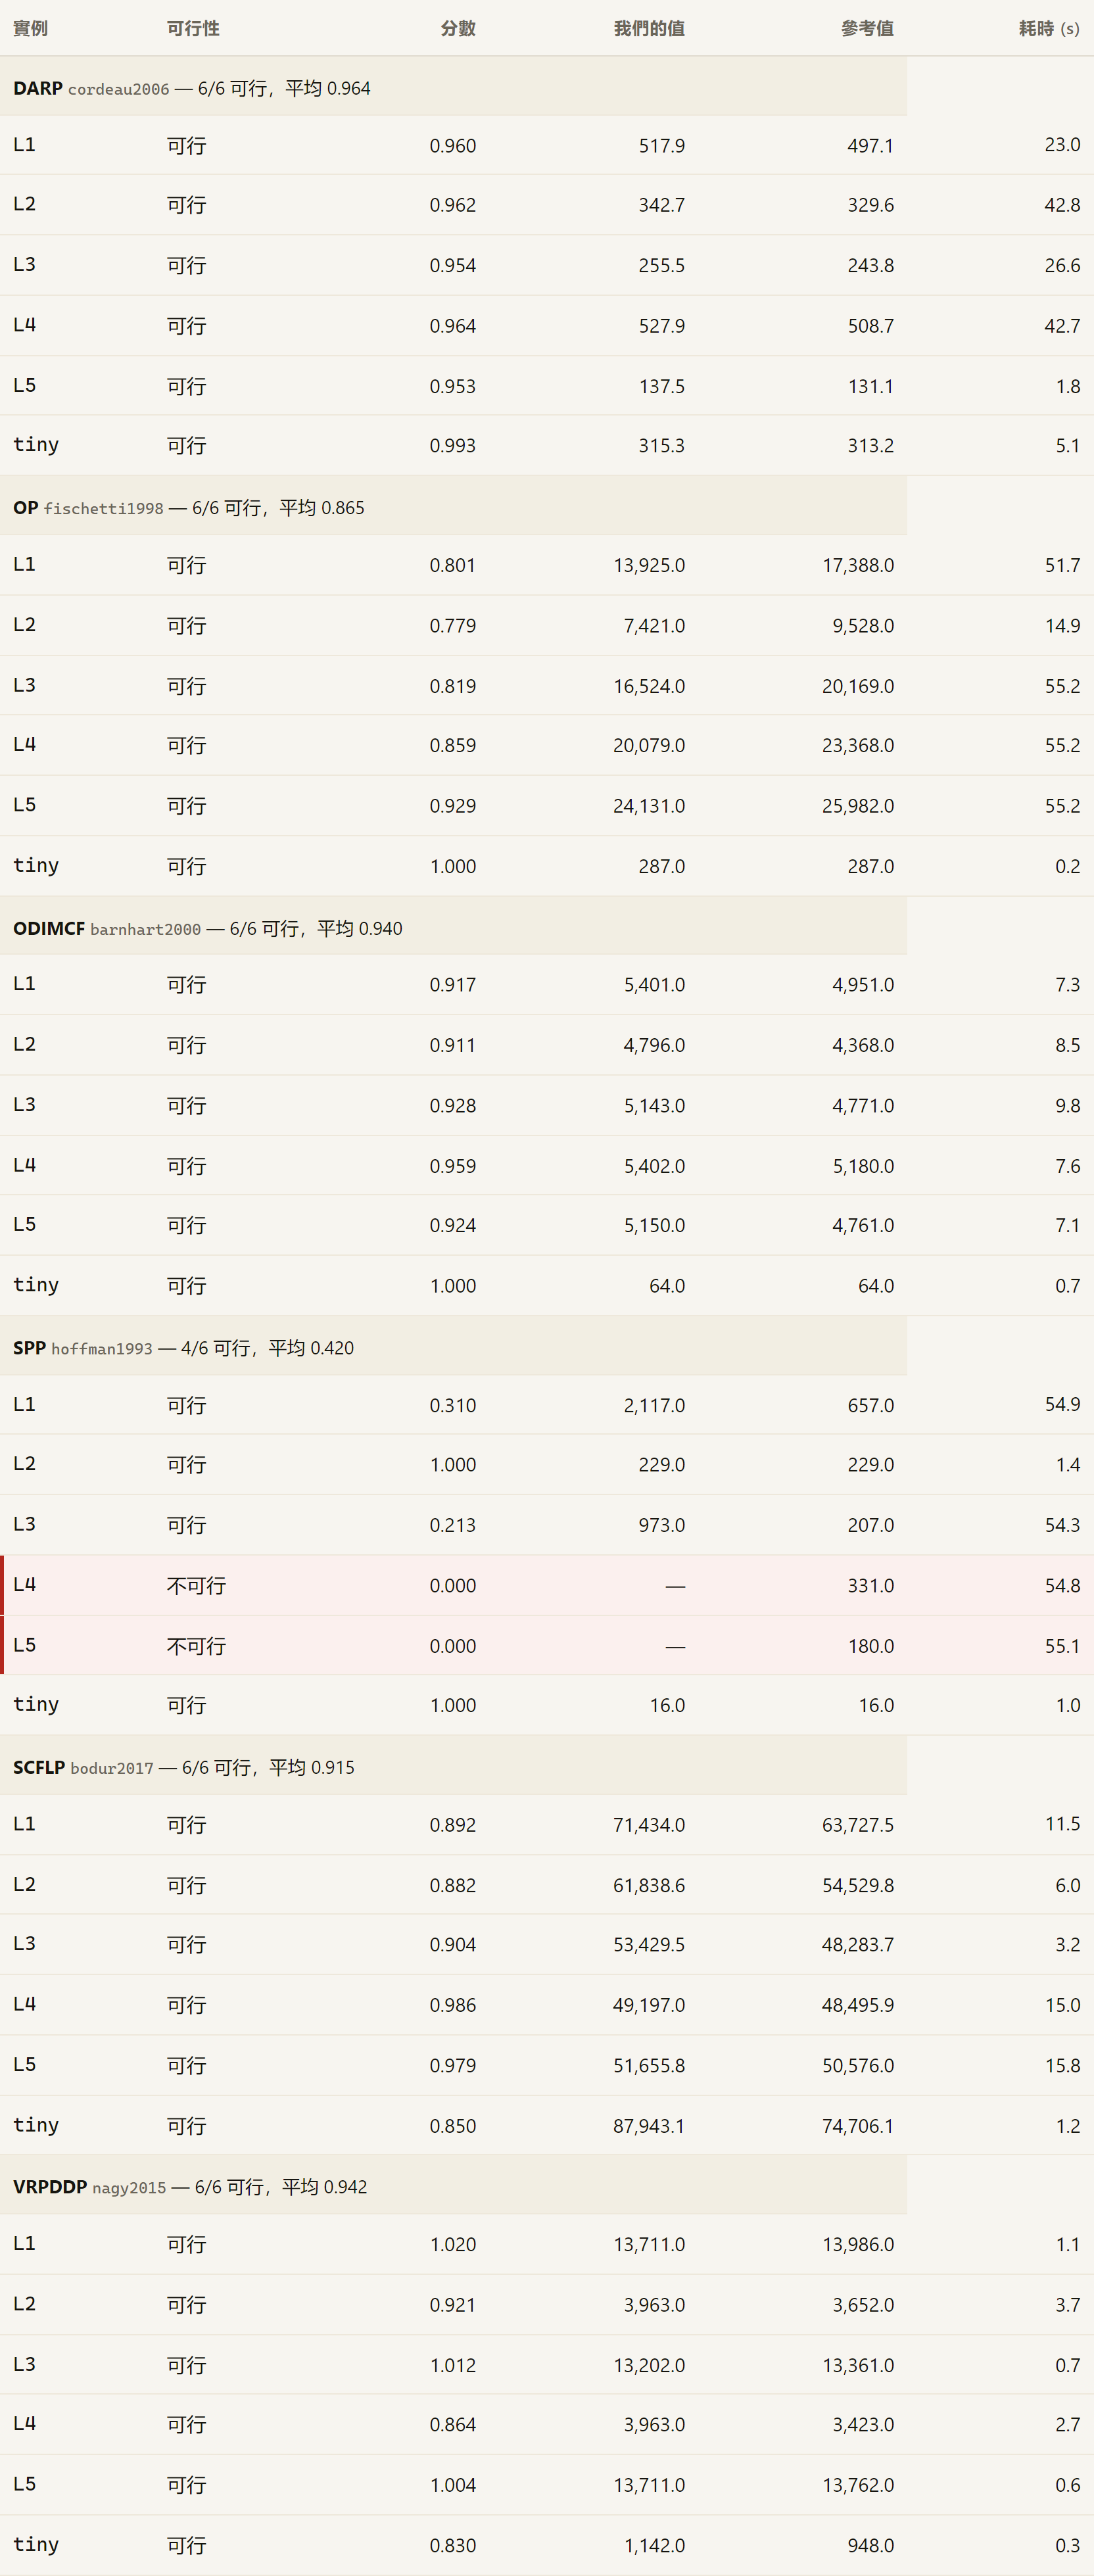 實例 可行性 分數 我們的值 參考值 耗時 (s)
DARP cordeau2006 — 6/6 可行，平均 0.964
L1 可行 0.960 517.9 497.1 23.0
L2 可行 0.962 342.7 329.6 42.8
L3 可行 0.954 255.5 243.8 26.6
L4 可行 0.964 527.9 508.7 42.7
L5 可行 0.953 137.5 131.1 1.8
tiny 可行 0.993 315.3 313.2 5.1
OP fischetti1998 — 6/6 可行，平均 0.865
L1 可行 0.801 13,925.0 17,388.0 51.7
L2 可行 0.779 7,421.0 9,528.0 14.9
L3 可行 0.819 16,524.0 20,169.0 55.2
L4 可行 0.859 20,079.0 23,368.0 55.2
L5 可行 0.929 24,131.0 25,982.0 55.2
tiny 可行 1.000 287.0 287.0 0.2
ODIMCF barnhart2000 — 6/6 可行，平均 0.940
L1 可行 0.917 5,401.0 4,951.0 7.3
L2 可行 0.911 4,796.0 4,368.0 8.5
L3 可行 0.928 5,143.0 4,771.0 9.8
L4 可行 0.959 5,402.0 5,180.0 7.6
L5 可行 0.924 5,150.0 4,761.0 7.1
tiny 可行 1.000 64.0 64.0 0.7
SPP hoffman1993 — 4/6 可行，平均 0.420
L1 可行 0.310 2,117.0 657.0 54.9
L2 可行 1.000 229.0 229.0 1.4
L3 可行 0.213 973.0 207.0 54.3
L4 不可行 0.000 — 331.0 54.8
L5 不可行 0.000 — 180.0 55.1
tiny 可行 1.000 16.0 16.0 1.0
SCFLP bodur2017 — 6/6 可行，平均 0.915
L1 可行 0.892 71,434.0 63,727.5 11.5
L2 可行 0.882 61,838.6 54,529.8 6.0
L3 可行 0.904 53,429.5 48,283.7 3.2
L4 可行 0.986 49,197.0 48,495.9 15.0
L5 可行 0.979 51,655.8 50,576.0 15.8
tiny 可行 0.850 87,943.1 74,706.1 1.2
VRPDDP nagy2015 — 6/6 可行，平均 0.942
L1 可行 1.020 13,711.0 13,986.0 1.1
L2 可行 0.921 3,963.0 3,652.0 3.7
L3 可行 1.012 13,202.0 13,361.0 0.7
L4 可行 0.864 3,963.0 3,423.0 2.7
L5 可行 1.004 13,711.0 13,762.0 0.6
tiny 可行 0.830 1,142.0 948.0 0.3